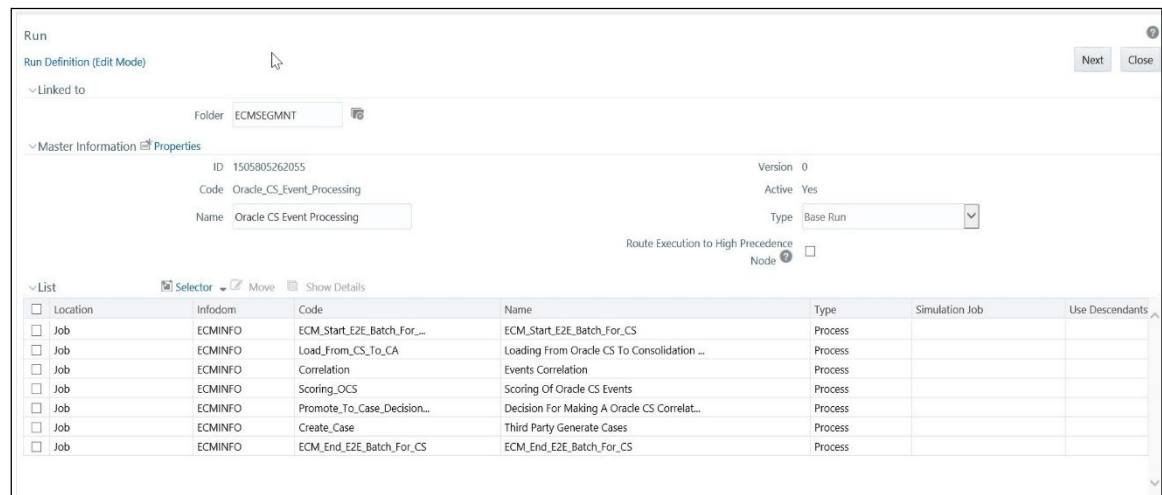 Run
Run Definition (Edit Mode)
Next Close
Linked to
Folder ECMSEGMNT
Master Information Properties
ID 1505805262055 Version 0
Code Oracle_CS_Event_Processing Active Yes
Name Oracle CS Event Processing Type Base Run
Route Execution to High Precedence
Node
List Selector Move Show Details
Location Infodom Code Name Type Simulation Job Use Descendants
Job ECMINFO ECM_Start_E2E_Batch_For_... ECM_Start_E2E_Batch_For_CS Process
Job ECMINFO Load_From_CS_To_CA Loading From Oracle CS To Consolidation ... Process
Job ECMINFO Correlation Events Correlation Process
Job ECMINFO Scoring_OCS Scoring Of Oracle CS Events Process
Job ECMINFO Promote_To_Case_Decision... Decision For Making A Oracle CS Correlat... Process
Job ECMINFO Create_Case Third Party Generate Cases Process
Job ECMINFO ECM_End_E2E_Batch_For_CS ECM_End_E2E_Batch_For_CS Process